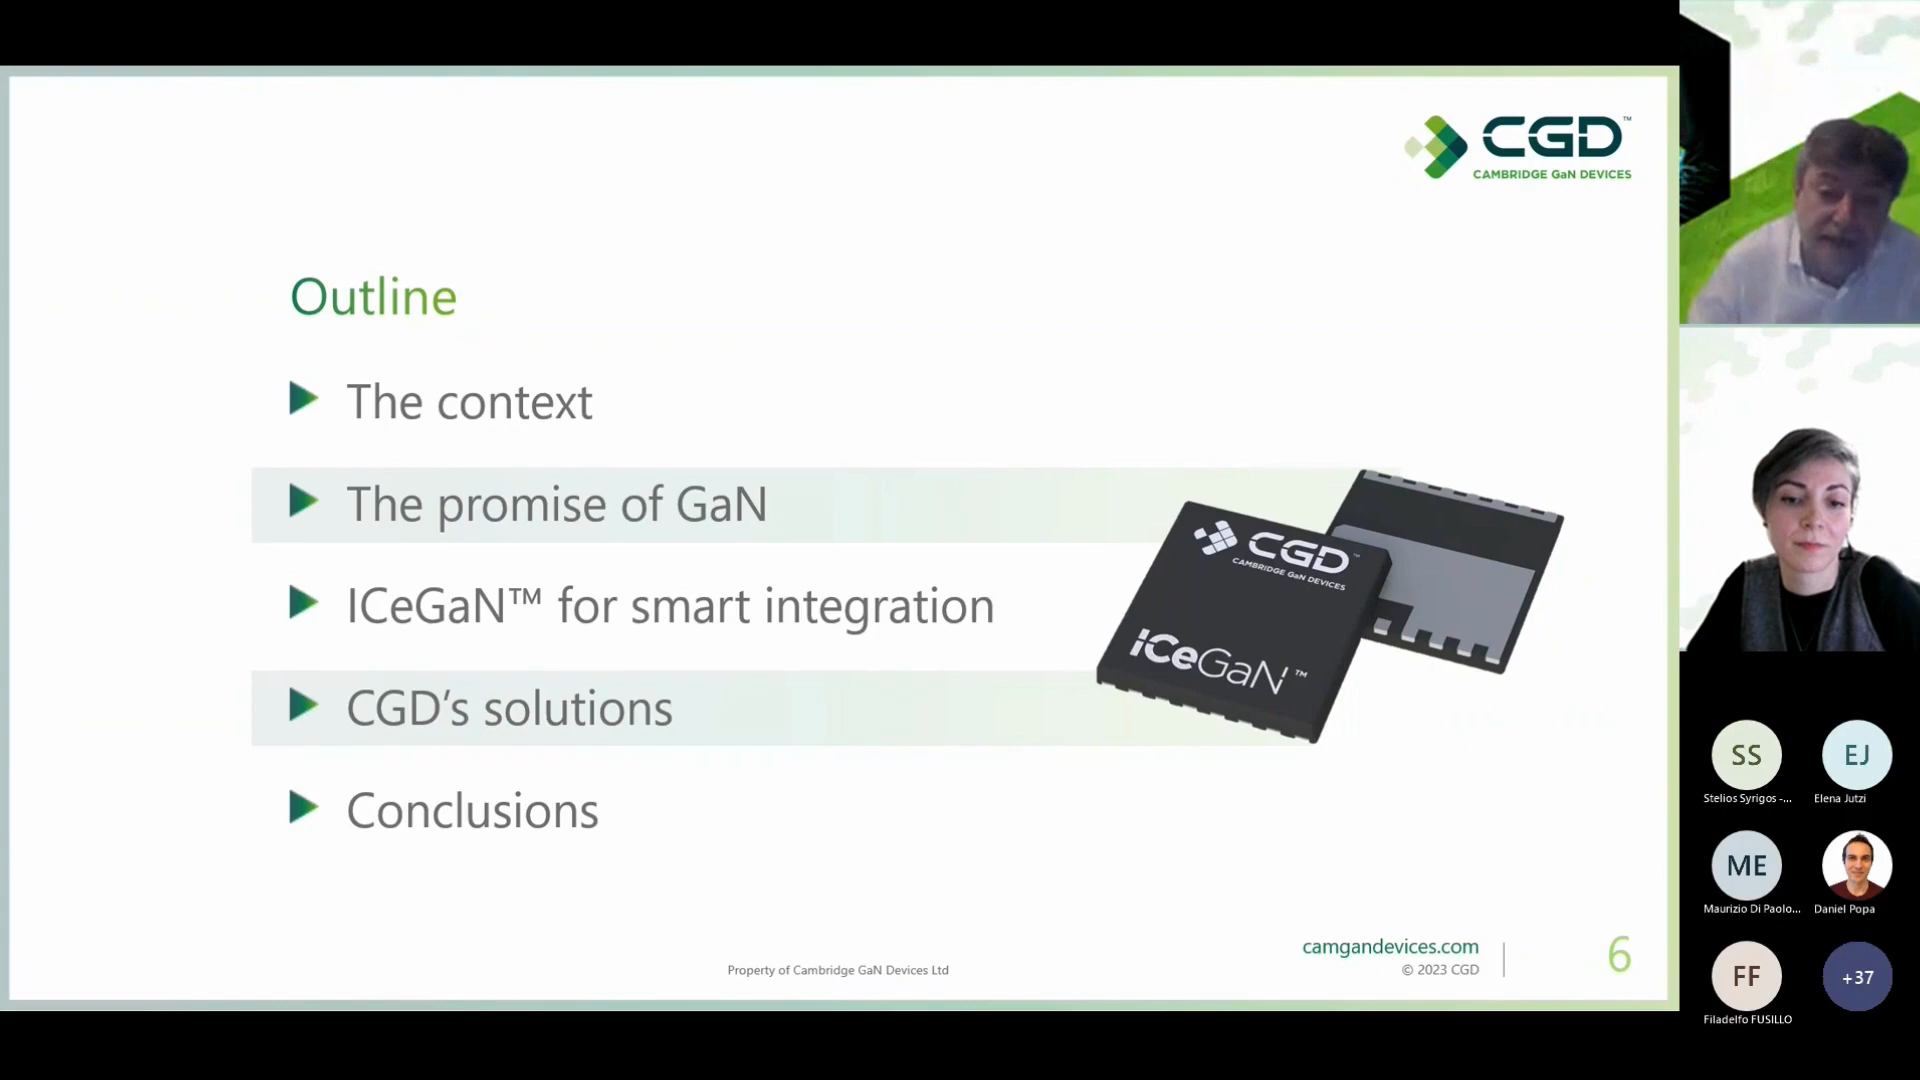 CGD™
CAMBRIDGE GaN DEVICES
Outline
The context
The promise of GaN
ICeGaN™ for smart integration
CGD’s solutions
Conclusions
CGD™
CAMBRIDGE GaN DEVICES
ICeGaN™
camgandevices.com
© 2023 CGD
6
Property of Cambridge GaN Devices Ltd
SS
EJ
Stelios Syrigos -...
Elena Jutzi
ME
Maurizio Di Paolo...
Daniel Popa
FF
+37
Filadelfo FUSILLO